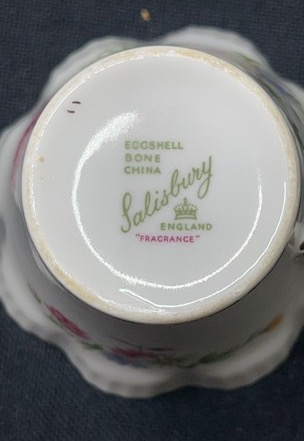 EGGSHELL
BONE
CHINA
Salisbury
ENGLAND
"FRAGRANCE"